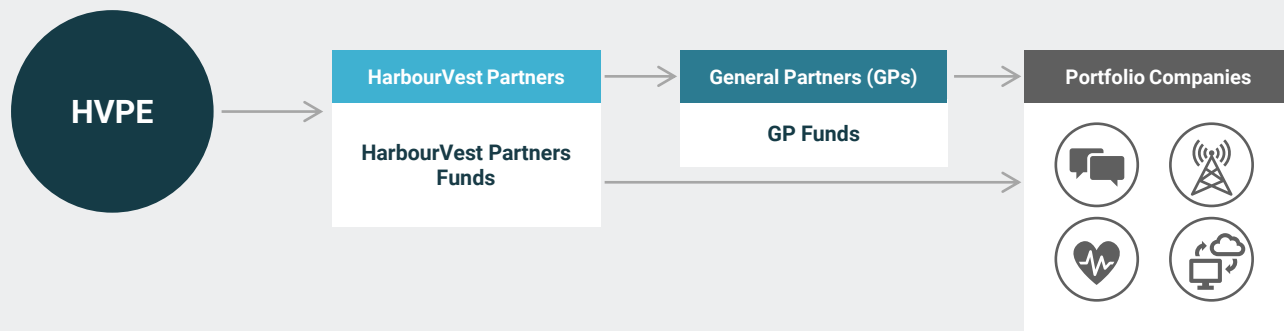 HVPE
HarbourVest Partners
HarbourVest Partners
Funds
General Partners (GPs)
GP Funds
Portfolio Companies